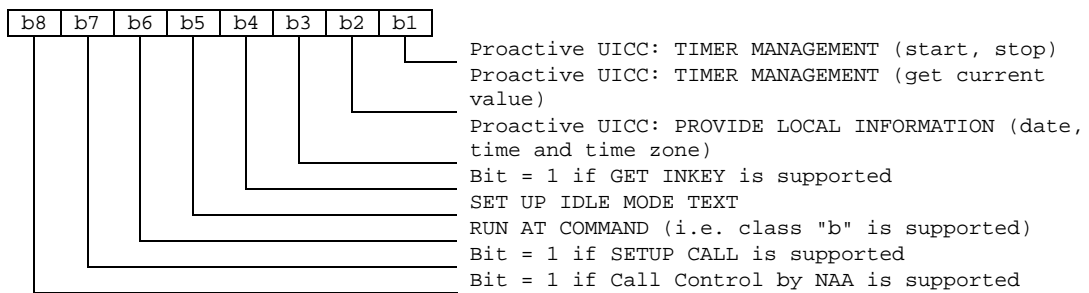 b8 b7 b6 b5 b4 b3 b2 b1
Proactive UICC: TIMER MANAGEMENT (start, stop)
Proactive UICC: TIMER MANAGEMENT (get current
value)
Proactive UICC: PROVIDE LOCAL INFORMATION (date,
time and time zone)
Bit = 1 if GET INKEY is supported
SET UP IDLE MODE TEXT
RUN AT COMMAND (i.e. class "b" is supported)
Bit = 1 if SETUP CALL is supported
Bit = 1 if Call Control by NAA is supported